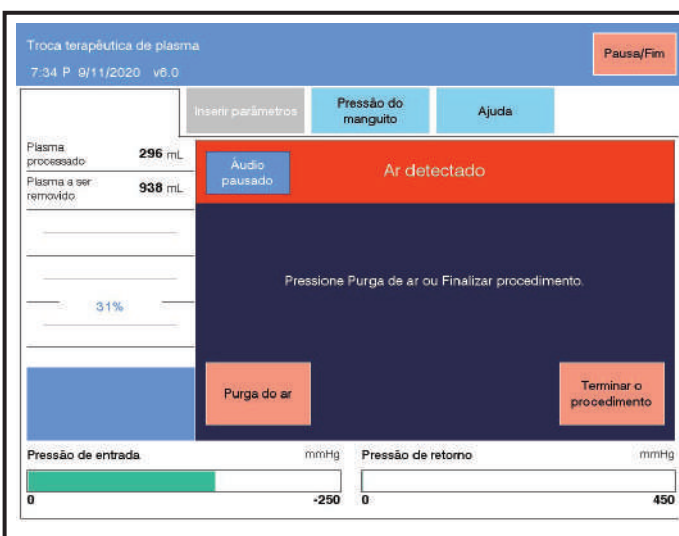 Troca terapêutica de plasma
7:34 P 9/11/2020 v6.0
Pausa/Fim
Inserir parâmetros
Pressão do
manguito
Ajuda
Plasma
processado
296 mL
Plasma a ser
removido
938 mL
31%
Áudio
pausado
Ar detectado
Pressione Purga de ar ou Finalizar procedimento.
Purga do ar
Terminar o
procedimento
Pressão de entrada
mmHg
0
-250
Pressão de retorno
mmHg
0
450